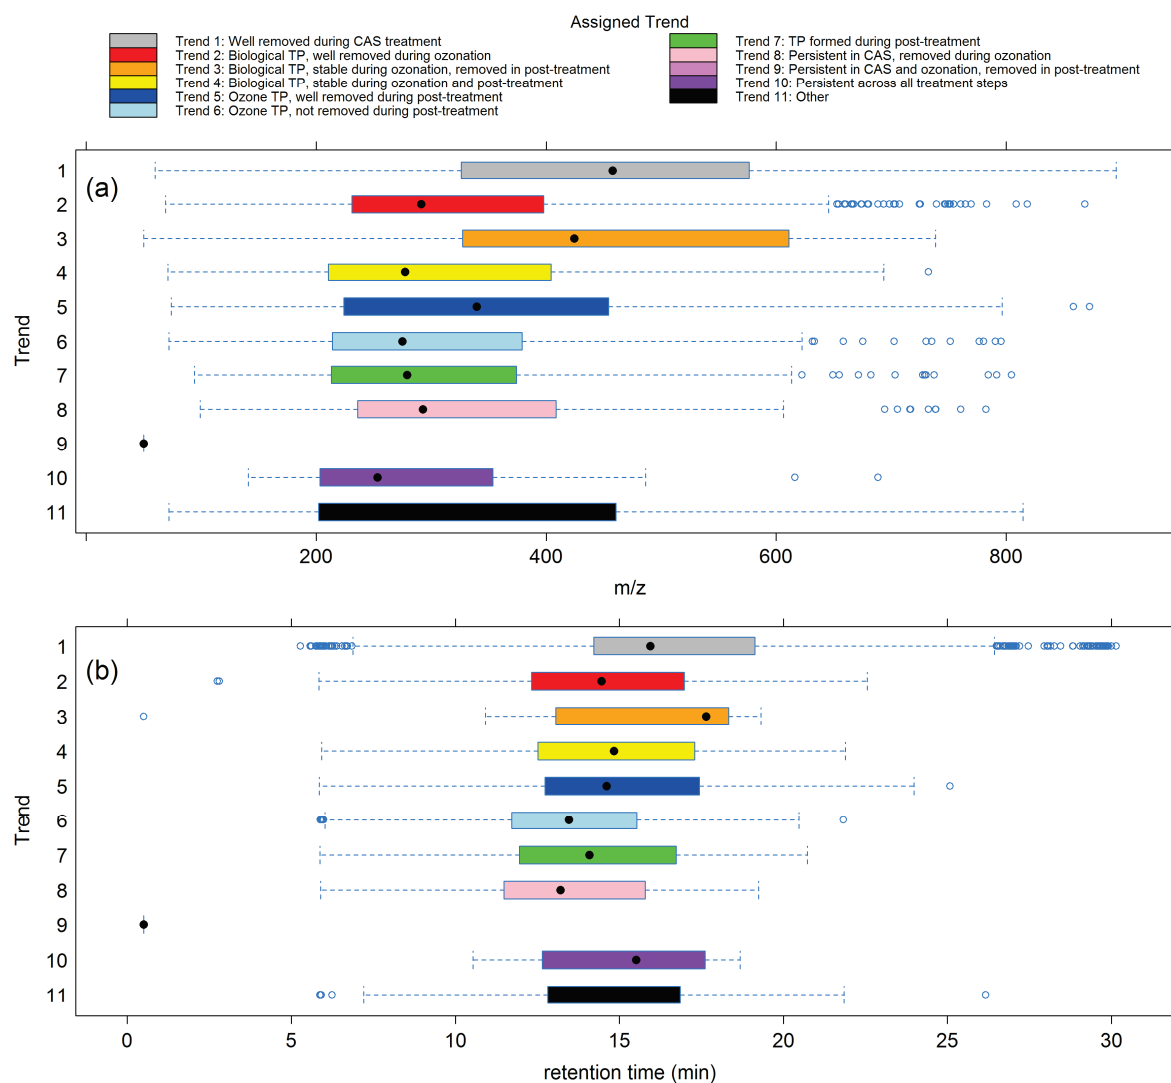 Assigned Trend
Trend 1: Well removed during CAS treatment
Trend 2: Biological TP, well removed during ozonation
Trend 3: Biological TP, stable during ozonation, removed in post-treatment
Trend 4: Biological TP, stable during ozonation and post-treatment
Trend 5: Ozone TP, well removed during post-treatment
Trend 6: Ozone TP, not removed during post-treatment
Trend 7: TP formed during post-treatment
Trend 8: Persistent in CAS, removed during ozonation
Trend 9: Persistent in CAS and ozonation, removed in post-treatment
Trend 10: Persistent across all treatment steps
Trend 11: Other
(a)
Trend
1
2
3
4
5
6
7
8
9
10
11
200 400 600 800
m/z
(b)
Trend
1
2
3
4
5
6
7
8
9
10
11
0 5 10 15 20 25 30
retention time (min)